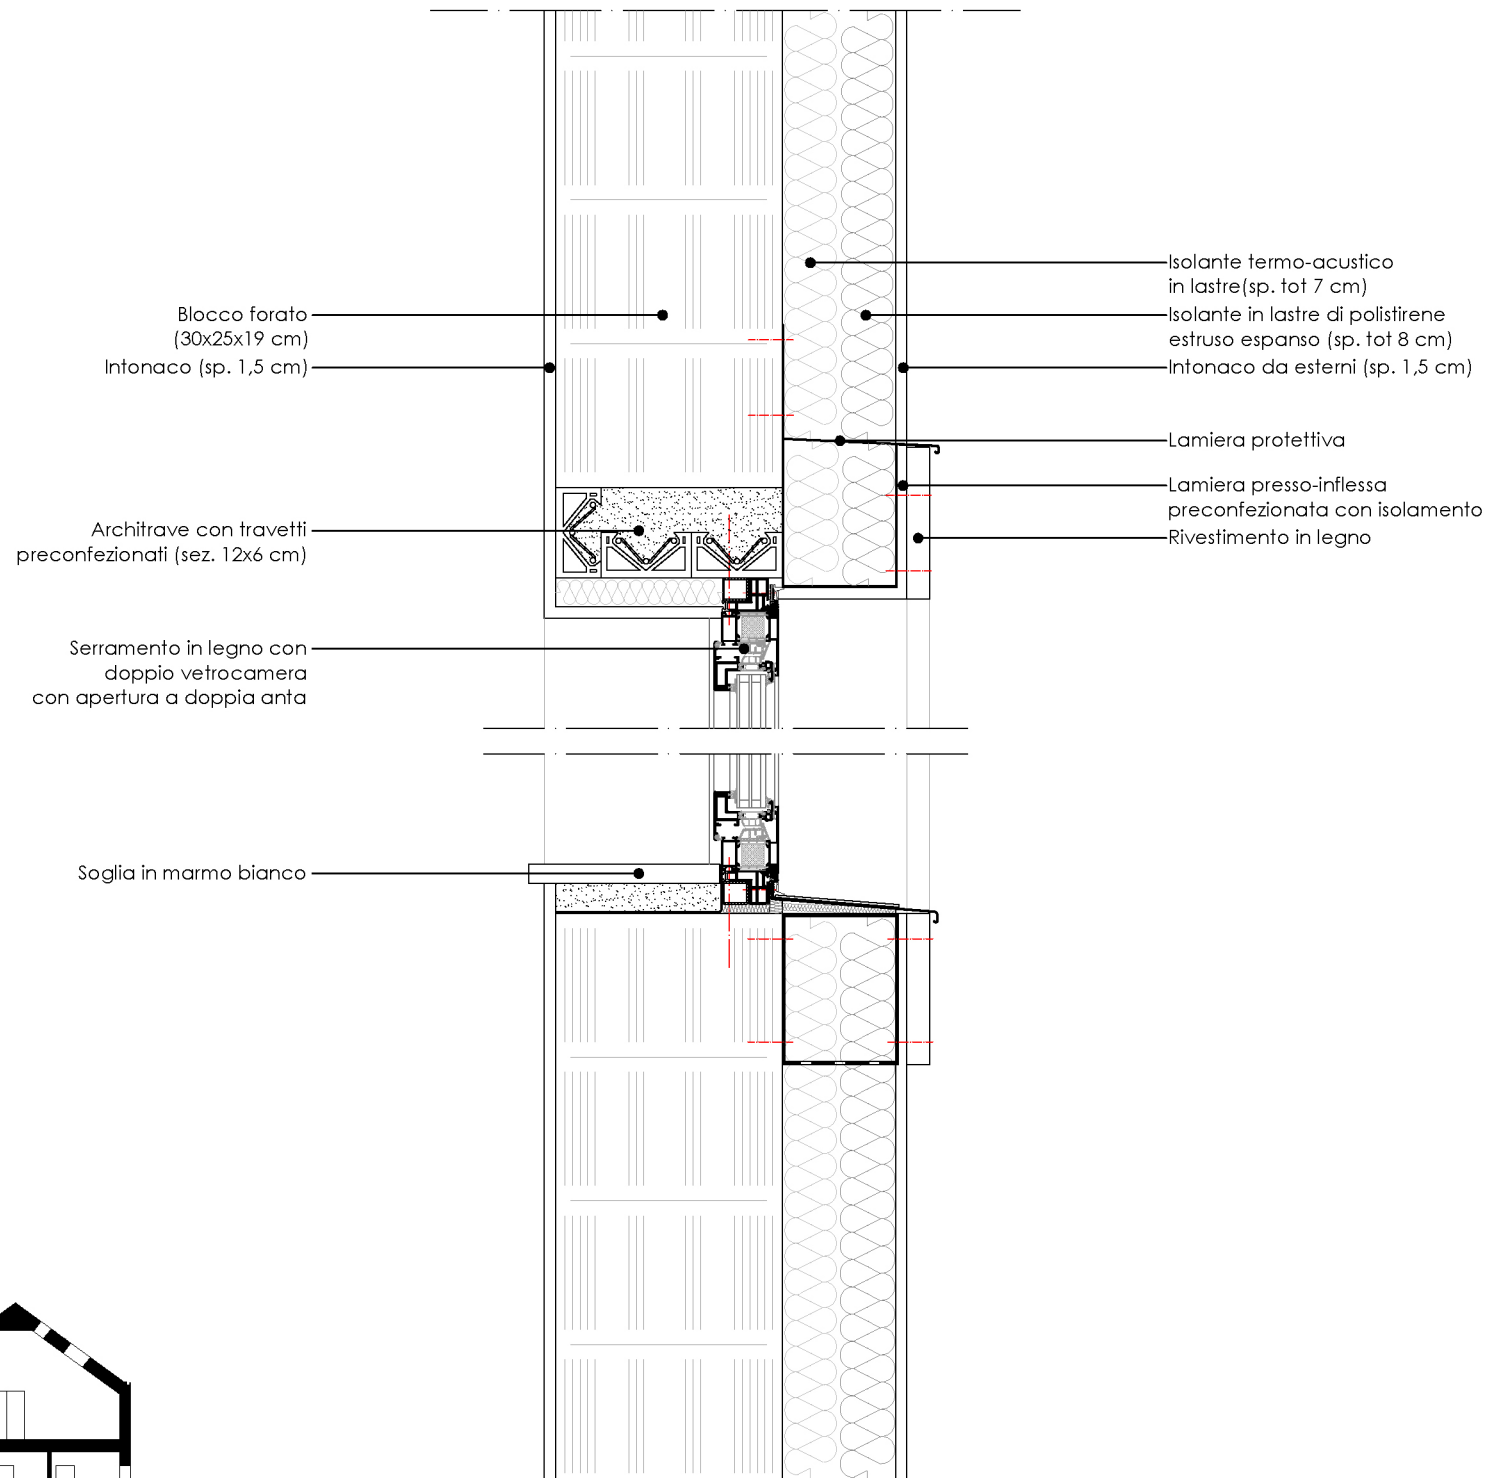 Blocco forato
(30x25x19 cm)
Intonaco (sp. 1,5 cm)
Architrave con travetti
preconfezionati (sez. 12x6 cm)
Serramento in legno con
doppio vetrocamera
con apertura a doppia anta
Soglia in marmo bianco
Isolante termo-acustico
in lastre(sp. tot 7 cm)
Isolante in lastre di polistirene
estruso espanso (sp. tot 8 cm)
Intonaco da esterni (sp. 1,5 cm)
Lamiera protettiva
Lamiera presso-inflessa
preconfezionata con isolamento
Rivestimento in legno